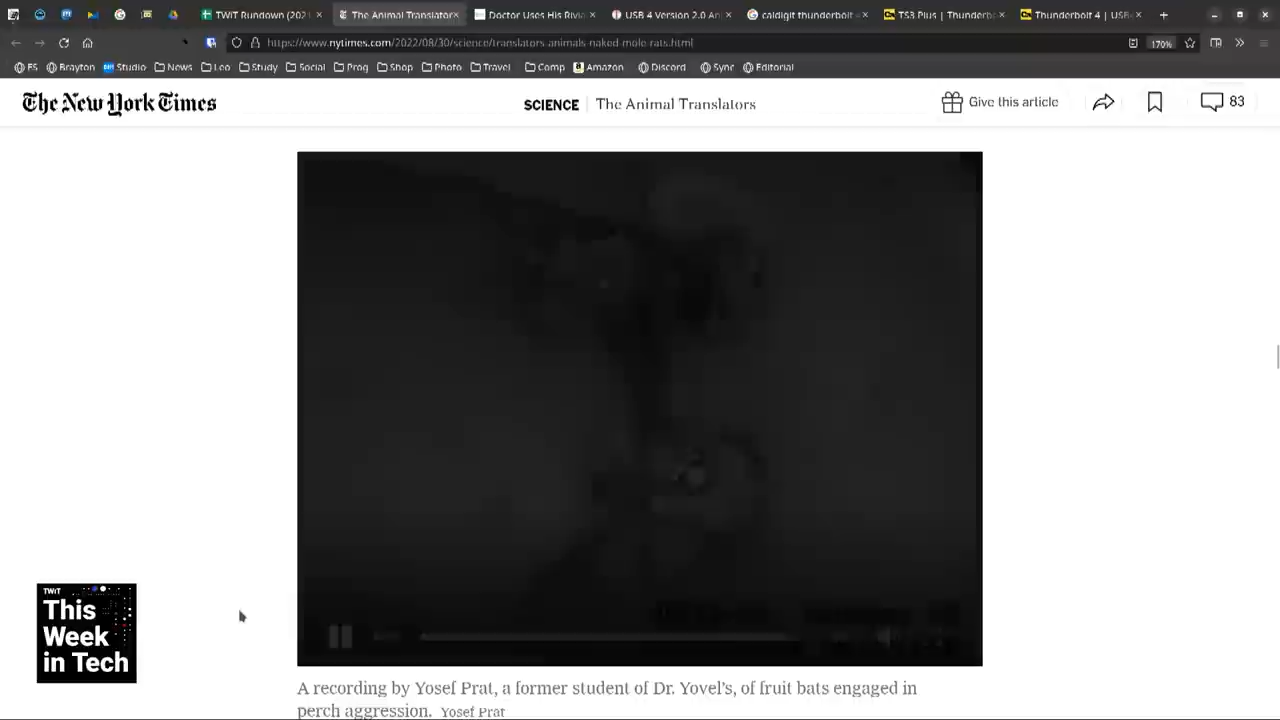 TWiT Rundown (202
The Animal Translator
Doctor Uses His Rivia
USB 4 Version 2.0 An
caldigit thunderbolt
TS3 Plus | Thunderb
Thunderbolt 4 | USB
https://www.nytimes.com/2022/08/30/science/translators-animals-naked-mole-rats.html
170%
ES Brayton Studio News Leo Study Social Prog Shop Photo Travel Comp Amazon Discord Sync Editorial
The New York Times
SCIENCE The Animal Translators
Give this article
83
TWiT
This
Week
in Tech
A recording by Yosef Prat, a former student of Dr. Yovel's, of fruit bats engaged in
perch aggression. Yosef Prat